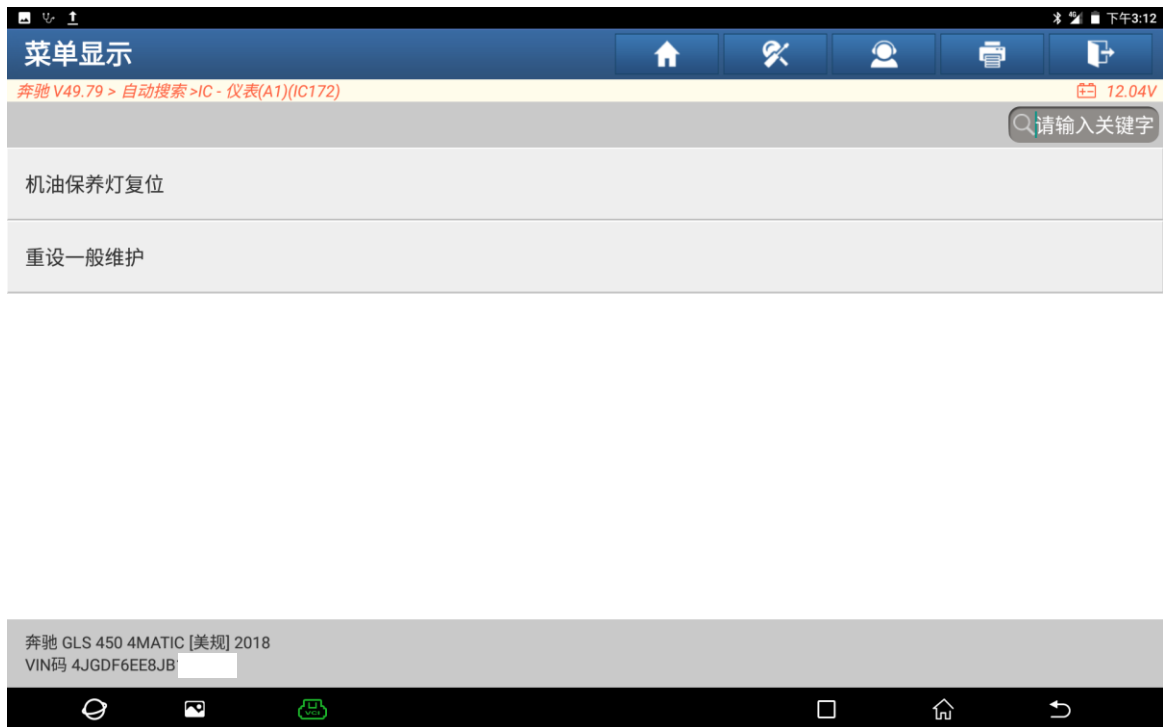 4G 下午3:12
菜单显示
奔驰 V49.79 > 自动搜索 >IC - 仪表(A1)(IC172) 12.04V
请输入关键字
机油保养灯复位
重设一般维护
奔驰 GLS 450 4MATIC [美规] 2018
VIN码 4JGDF6EE8JB
VCI